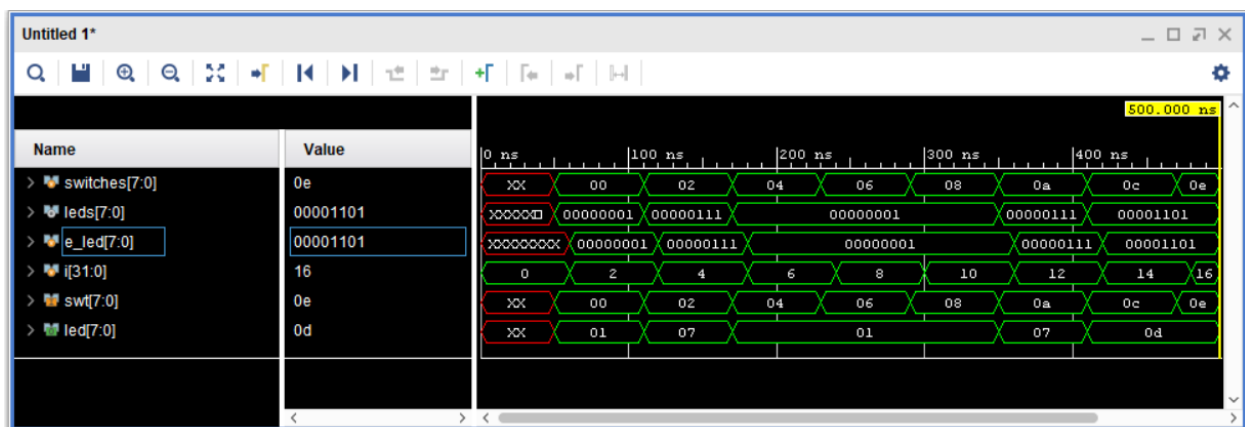 Untitled 1*
500.000 ns
Name Value 0 ns 100 ns 200 ns 300 ns 400 ns
switches[7:0] 0e XX 00 02 04 06 08 0a 0c 0e
leds[7:0] 00001101 XXXXX 00000001 00000111 00000001 00000111 00001101
e_led[7:0] 00001101 XXXXXXXX 00000001 00000111 00000001 00000111 00001101
i[31:0] 16 0 2 4 6 8 10 12 14 16
swt[7:0] 0e XX 00 02 04 06 08 0a 0c 0e
led[7:0] 0d XX 01 07 01 07 0d